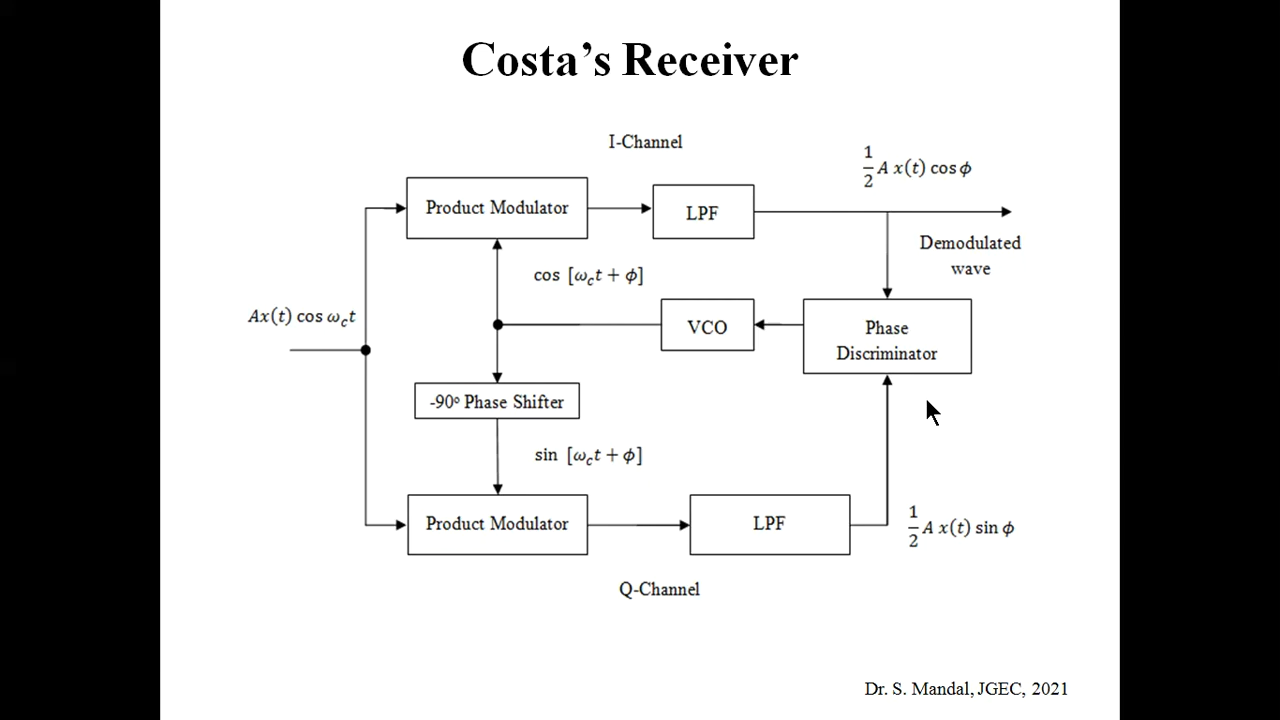 Costa’s Receiver
I-Channel
1/2 A x(t) cos ϕ
Product Modulator
LPF
Demodulated
wave
cos [ω_c t + ϕ]
Ax(t) cos ω_c t
VCO
Phase
Discriminator
-90° Phase Shifter
sin [ω_c t + ϕ]
Product Modulator
LPF
1/2 A x(t) sin ϕ
Q-Channel
Dr. S. Mandal, JGEC, 2021